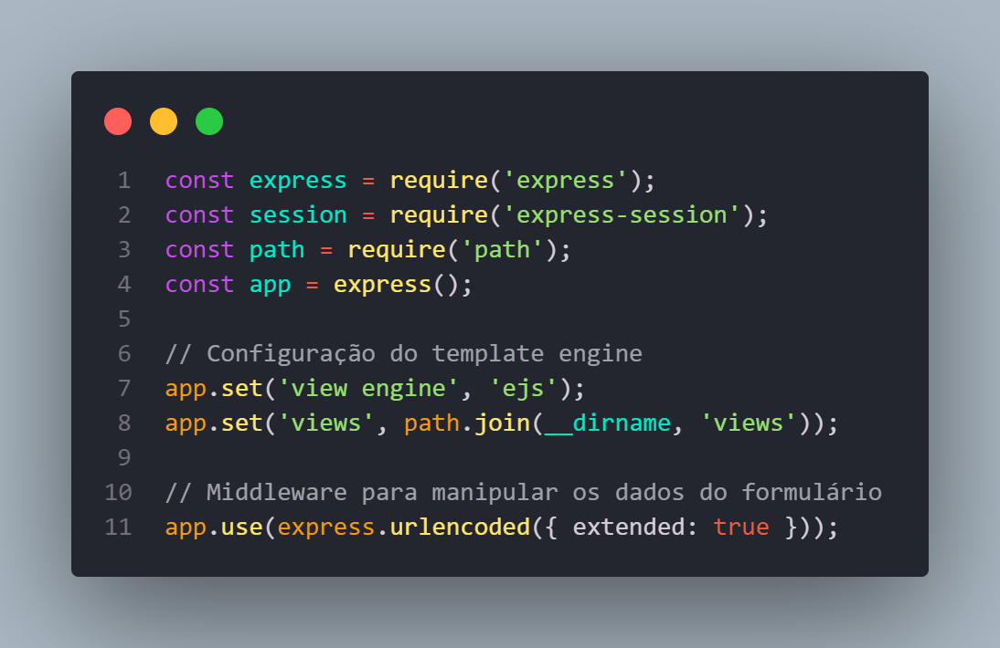 1 const express = require('express');
2 const session = require('express-session');
3 const path = require('path');
4 const app = express();
5
6 // Configuração do template engine
7 app.set('view engine', 'ejs');
8 app.set('views', path.join(__dirname, 'views'));
9
10 // Middleware para manipular os dados do formulário
11 app.use(express.urlencoded({ extended: true }));